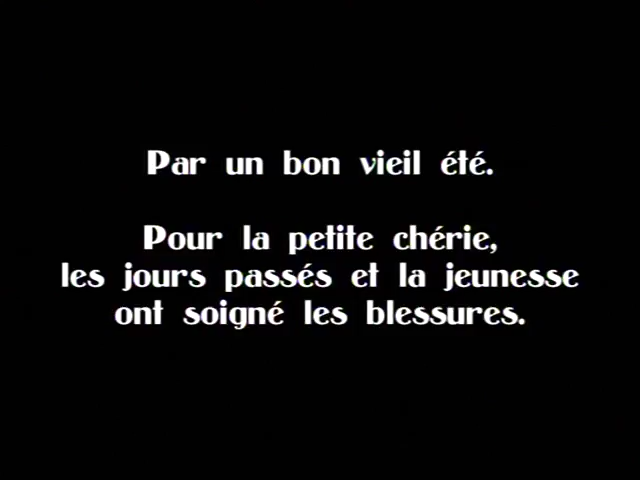 Par un bon vieil été.
Pour la petite chérie,
les jours passés et la jeunesse
ont soigné les blessures.